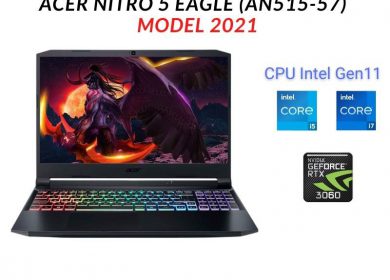 ACER NITRO 5 EAGLE (AN515-57)
MODEL 2021
CPU Intel Gen11
intel
CORE
i5
intel
CORE
i7
NVIDIA
GEFORCE
RTX
3060